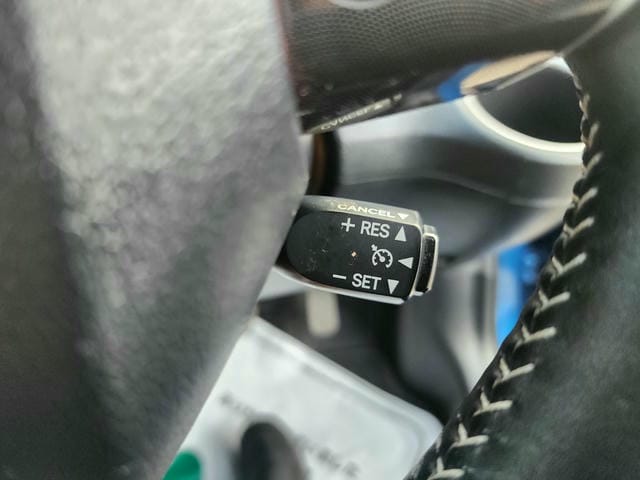 CANCEL ▼
+ RES ▲
◀
− SET ▼